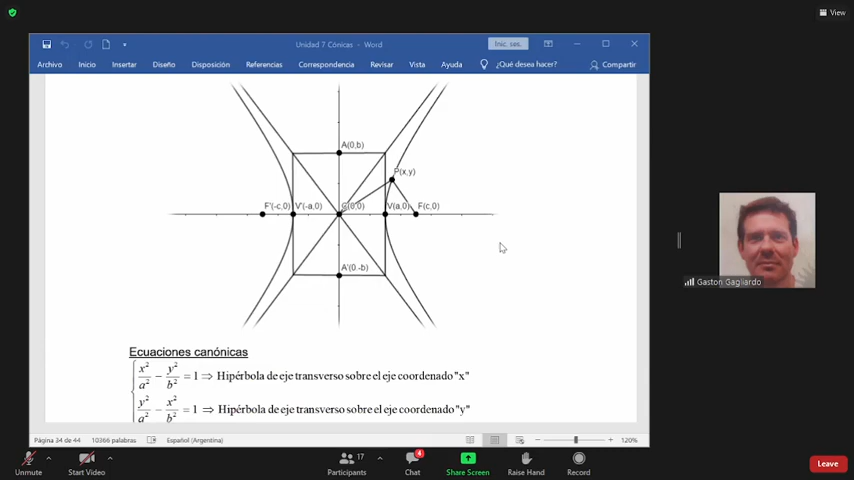 View
Unidad 7 Cónicas - Word
Inic. ses.
Archivo Inicio Insertar Diseño Disposición Referencias Correspondencia Revisar Vista Ayuda ¿Qué desea hacer? Compartir
A(0,b)
P(x,y)
F'(-c,0) V'(-a,0) C(0,0) V(a,0) F(c,0)
A'(0,-b)
Gaston Gagliardo
Ecuaciones canónicas
x²/a² − y²/b² = 1 ⇒ Hipérbola de eje transverso sobre el eje coordenado "x"
y²/a² − x²/b² = 1 ⇒ Hipérbola de eje transverso sobre el eje coordenado "y"
Página 34 de 44 10366 palabras Español (Argentina) 120%
17 4
Unmute Start Video Participants Chat Share Screen Raise Hand Record Leave